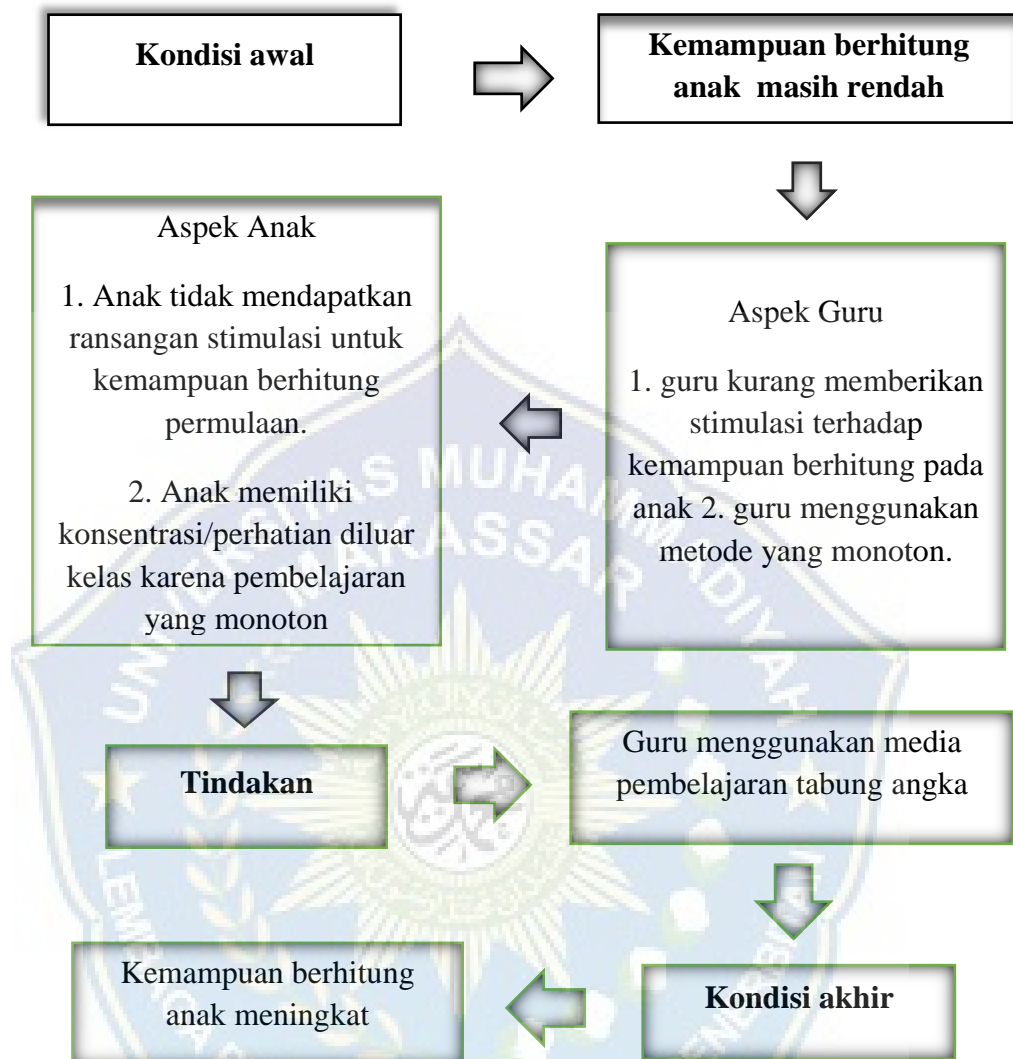 Kondisi awal
Kemampuan berhitung
anak masih rendah
Aspek Guru
1. guru kurang memberikan
stimulasi terhadap
kemampuan berhitung pada
anak 2. guru menggunakan
metode yang monoton.
Aspek Anak
1. Anak tidak mendapatkan
ransangan stimulasi untuk
kemampuan berhitung
permulaan.
2. Anak memiliki
konsentrasi/perhatian diluar
kelas karena pembelajaran
yang monoton
Tindakan
Guru menggunakan media
pembelajaran tabung angka
Kondisi akhir
Kemampuan berhitung
anak meningkat
UNIVERSITAS MUHAMMADIYAH
MAKASSAR